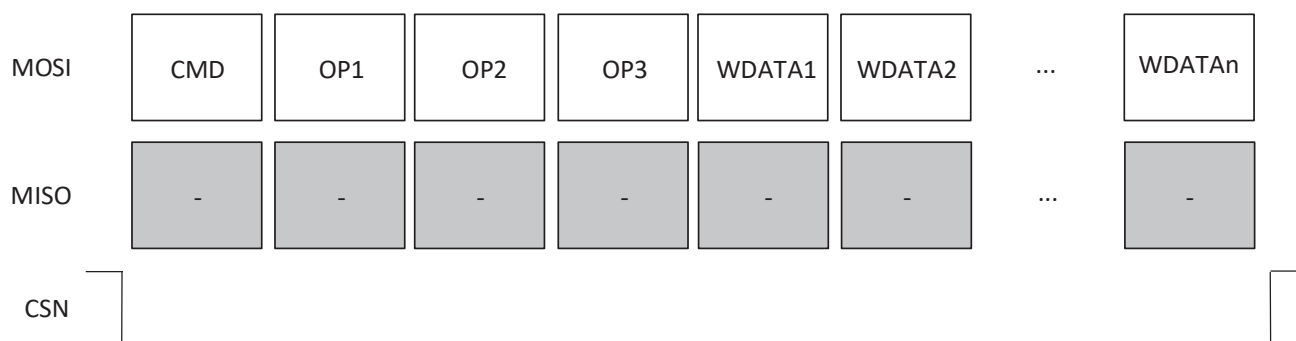 MOSI CMD OP1 OP2 OP3 WDATA1 WDATA2 ... WDATAn
MISO - - - - - - ... -
CSN